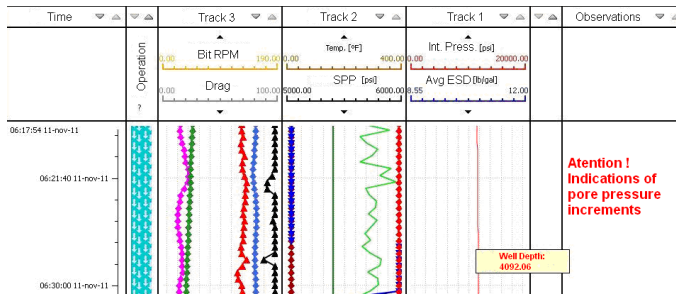 Time Track 3 Track 2 Track 1 Observations
Operation
?
Bit RPM
0.00 190.00
Drag
0.00 100.00
Temp. [ºF]
0.00 400.00
SPP [psi]
5000.00 6000.00
Int. Press. [psi]
0.00 20000.00
Avg ESD [lb/gal]
8.55 12.00
06:17:54 11-nov-11
06:21:40 11-nov-11
06:30:00 11-nov-11
Atention !
Indications of
pore pressure
increments
Well Depth:
4092.06